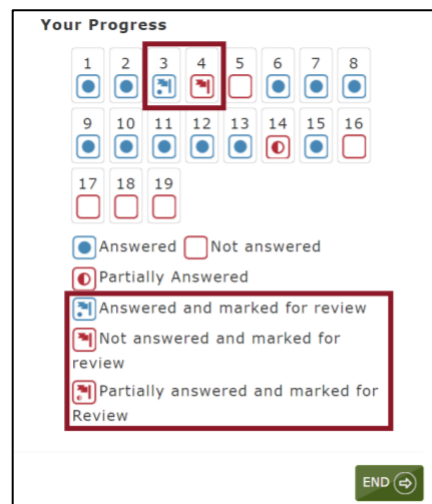 Your Progress
1 2 3 4 5 6 7 8
9 10 11 12 13 14 15 16
17 18 19
Answered Not answered
Partially Answered
Answered and marked for review
Not answered and marked for
review
Partially answered and marked for
Review
END